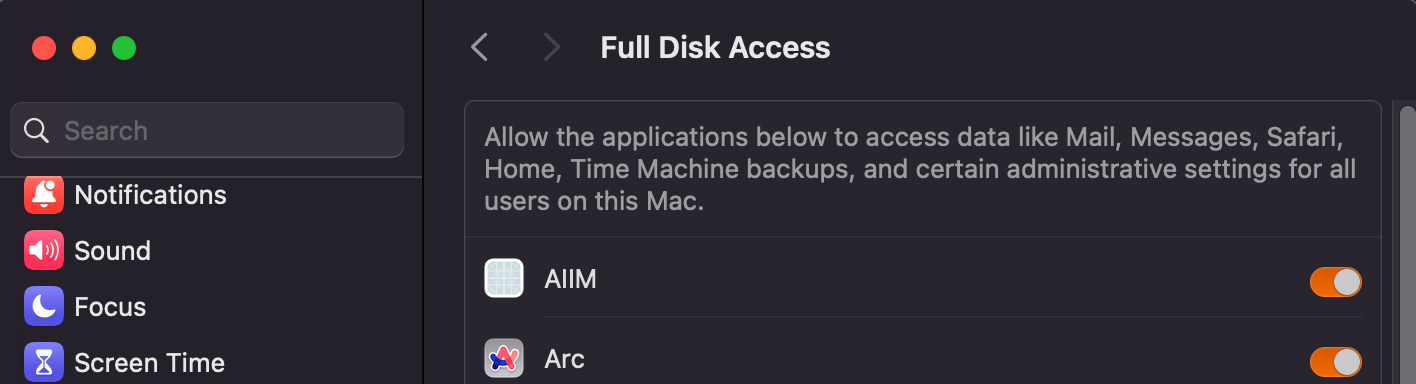 Full Disk Access
Search
Notifications
Sound
Focus
Screen Time
Allow the applications below to access data like Mail, Messages, Safari,
Home, Time Machine backups, and certain administrative settings for all
users on this Mac.
AIIM
Arc